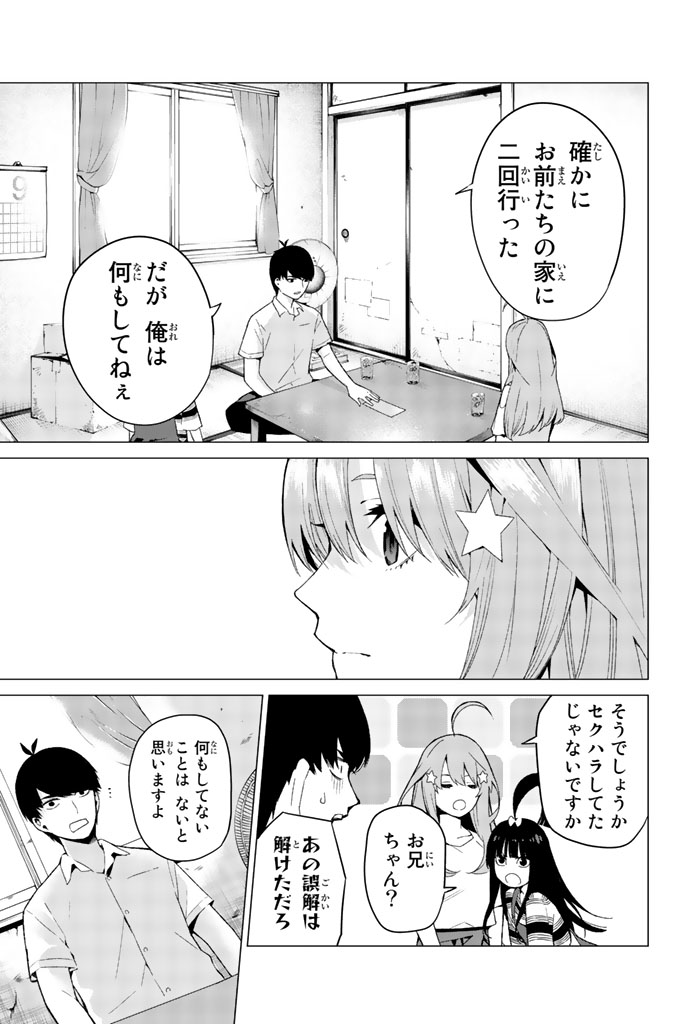 確かに
お前たちの家に
二回行った
だが 俺は
何もしてねぇ
9
そうでしょうか
セクハラしてた
じゃないですか
お兄
ちゃん?
あの誤解は
解けただろ
何もしてない
ことは ないと
思いますよ